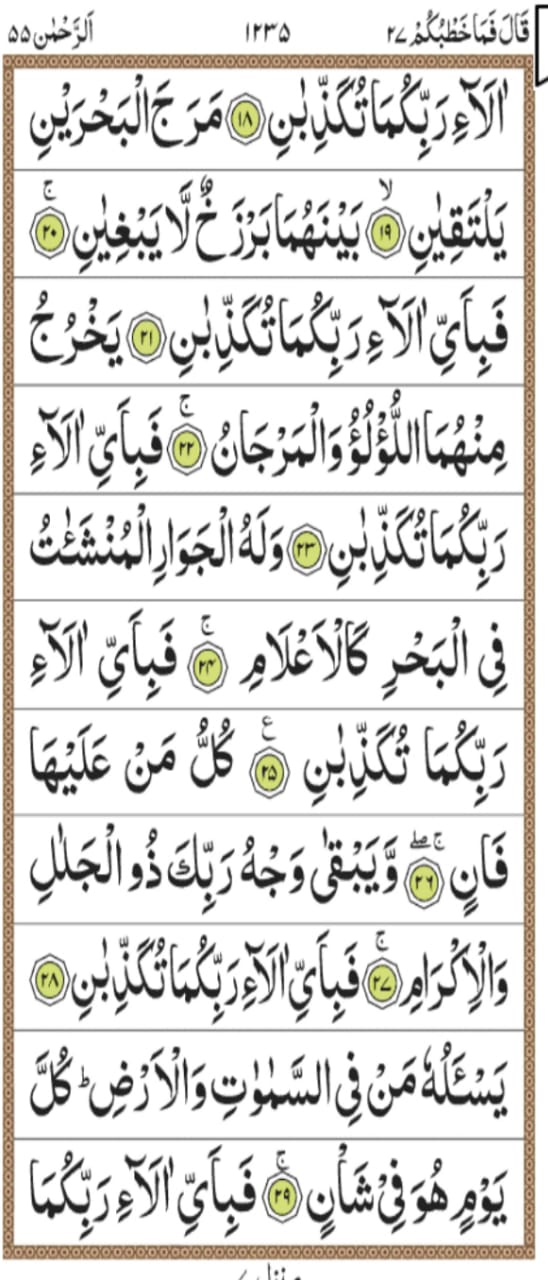 قَالَ فَمَا خَطْبُكُمْ ٢٧ ١٢٣٥ اَلرَّحْمٰن ٥٥
اٰلَآءِ رَبِّكُمَا تُكَذِّبٰنِ ١٨ مَرَجَ الْبَحْرَيْنِ
يَلْتَقِيٰنِ ۙ ١٩ بَيْنَهُمَا بَرْزَخٌ لَّا يَبْغِيٰنِ ۚ ٢٠
فَبِاَيِّ اٰلَآءِ رَبِّكُمَا تُكَذِّبٰنِ ٢١ يَخْرُجُ
مِنْهُمَا اللُّؤْلُؤُ وَالْمَرْجَانُ ۚ ٢٢ فَبِاَيِّ اٰلَآءِ
رَبِّكُمَا تُكَذِّبٰنِ ٢٣ وَلَهُ الْجَوَارِ الْمُنْشَئٰتُ
فِي الْبَحْرِ كَالْاَعْلَامِ ۚ ٢٤ فَبِاَيِّ اٰلَآءِ
رَبِّكُمَا تُكَذِّبٰنِ ع ٢٥ كُلُّ مَنْ عَلَيْهَا
فَانٍ ۚۖ ٢٦ وَّيَبْقٰى وَجْهُ رَبِّكَ ذُو الْجَلٰلِ
وَالْاِكْرَامِ ۚ ٢٧ فَبِاَيِّ اٰلَآءِ رَبِّكُمَا تُكَذِّبٰنِ ٢٨
يَسْـَٔلُهٗ مَنْ فِي السَّمٰوٰتِ وَالْاَرْضِ ؕ كُلَّ
يَوْمٍ هُوَ فِيْ شَاْنٍ ۚ ٢٩ فَبِاَيِّ اٰلَآءِ رَبِّكُمَا